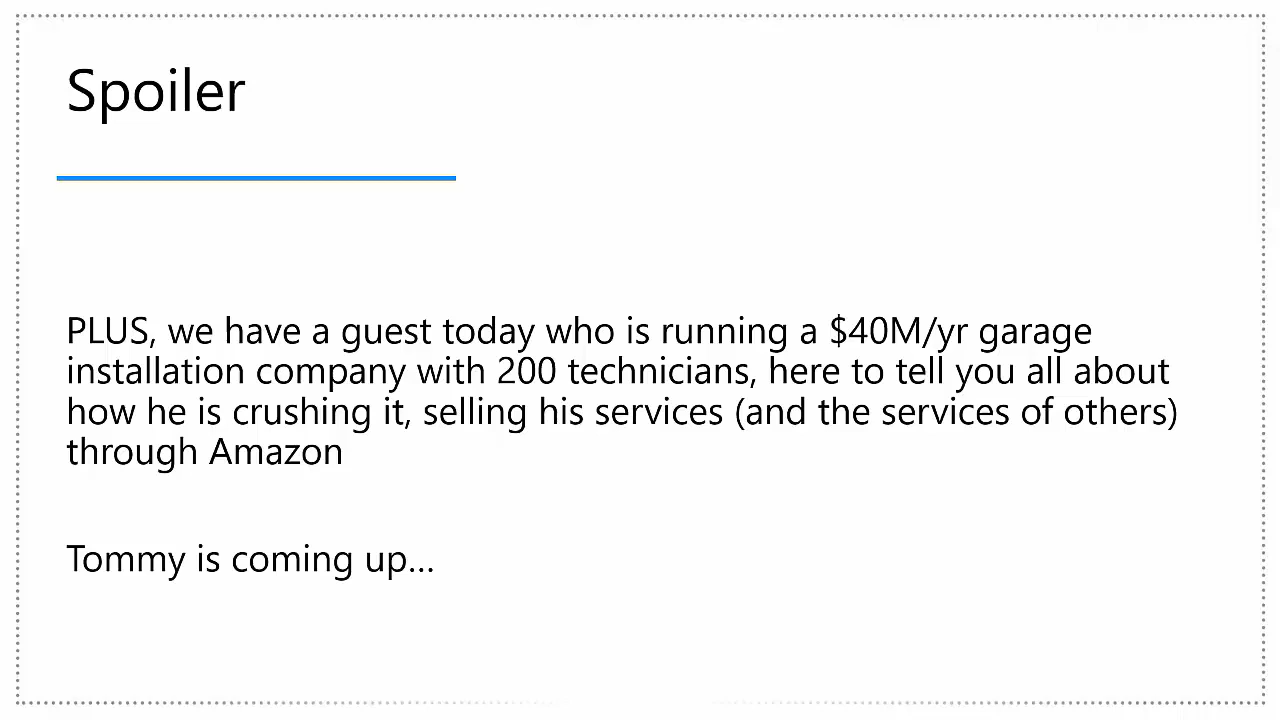 Spoiler
PLUS, we have a guest today who is running a $40M/yr garage
installation company with 200 technicians, here to tell you all about
how he is crushing it, selling his services (and the services of others)
through Amazon
Tommy is coming up...